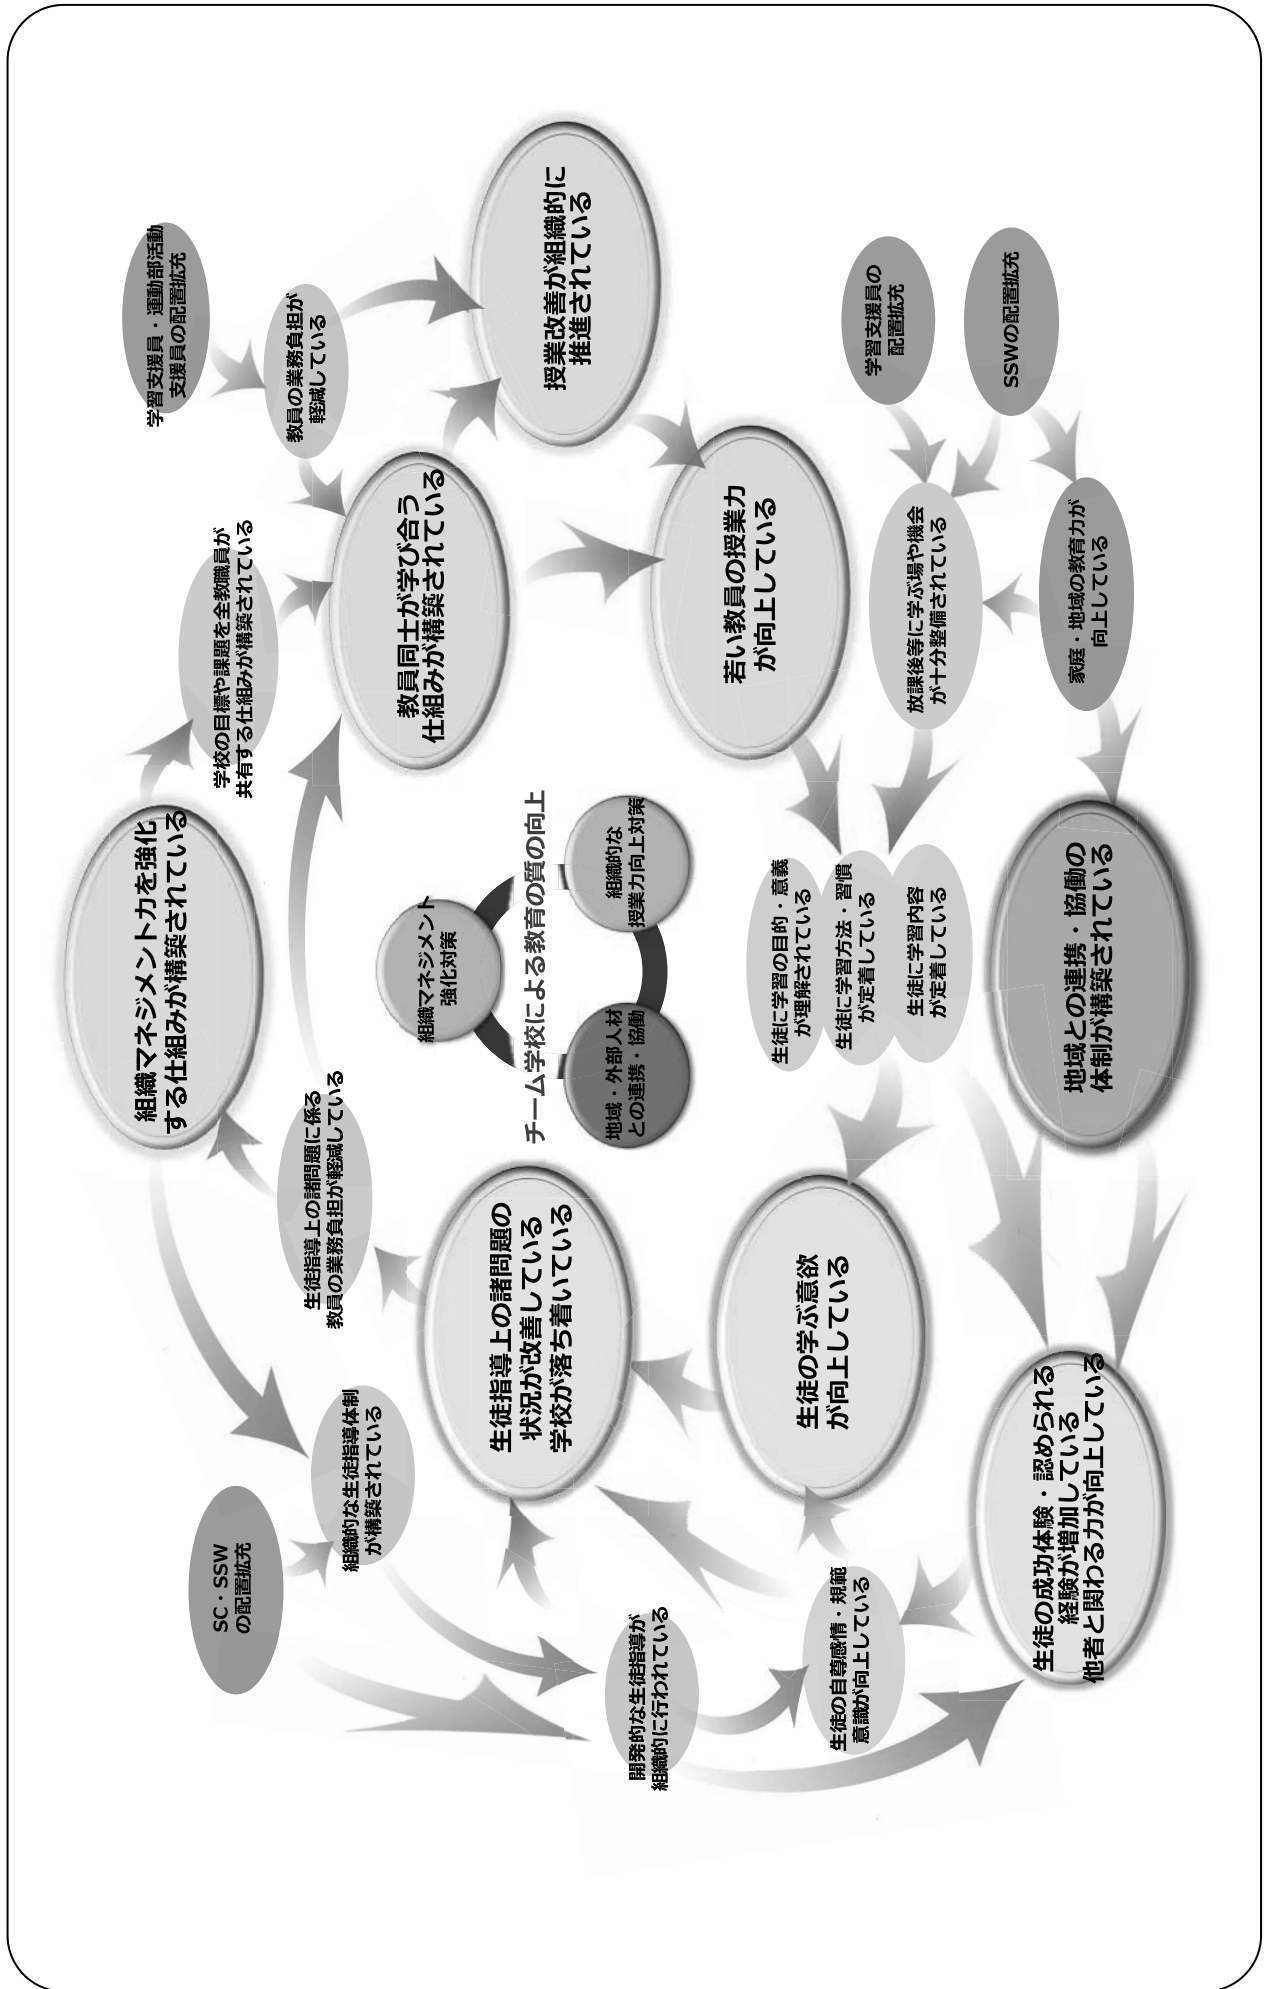 組織マネジメント力を強化
する仕組みが構築されている
学習支援員・運動部活動
支援員の配置拡充
SC・SSW
の配置拡充
学校の目標や課題を全教職員が
共有する仕組みが構築されている
教員の業務負担が
軽減している
生徒指導上の諸問題に係る
教員の業務負担が軽減している
組織的な生徒指導体制
が構築されている
教員同士が学び合う
仕組みが構築されている
組織マネジメント
強化対策
チーム学校による教育の質の向上
地域・外部人材
との連携・協働
組織的な
授業力向上対策
生徒指導上の諸問題の
状況が改善している
学校が落ち着いている
授業改善が組織的に
推進されている
開発的な生徒指導が
組織的に行われている
若い教員の授業力
が向上している
生徒に学習の目的・意義
が理解されている
生徒に学習方法・習慣
が定着している
生徒に学習内容
が定着している
生徒の学ぶ意欲
が向上している
生徒の自尊感情・規範
意識が向上している
学習支援員の
配置拡充
放課後等に学ぶ場や機会
が十分整備されている
SSWの配置拡充
家庭・地域の教育力が
向上している
地域との連携・協働の
体制が構築されている
生徒の成功体験・認められる
経験が増加している
他者と関わる力が向上している